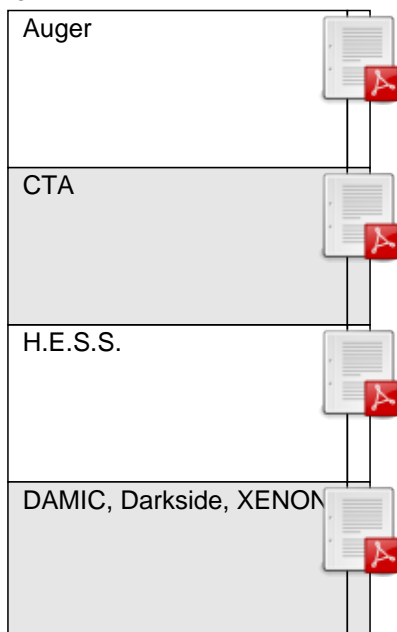 Auger
CTA
H.E.S.S.
DAMIC, Darkside, XENON